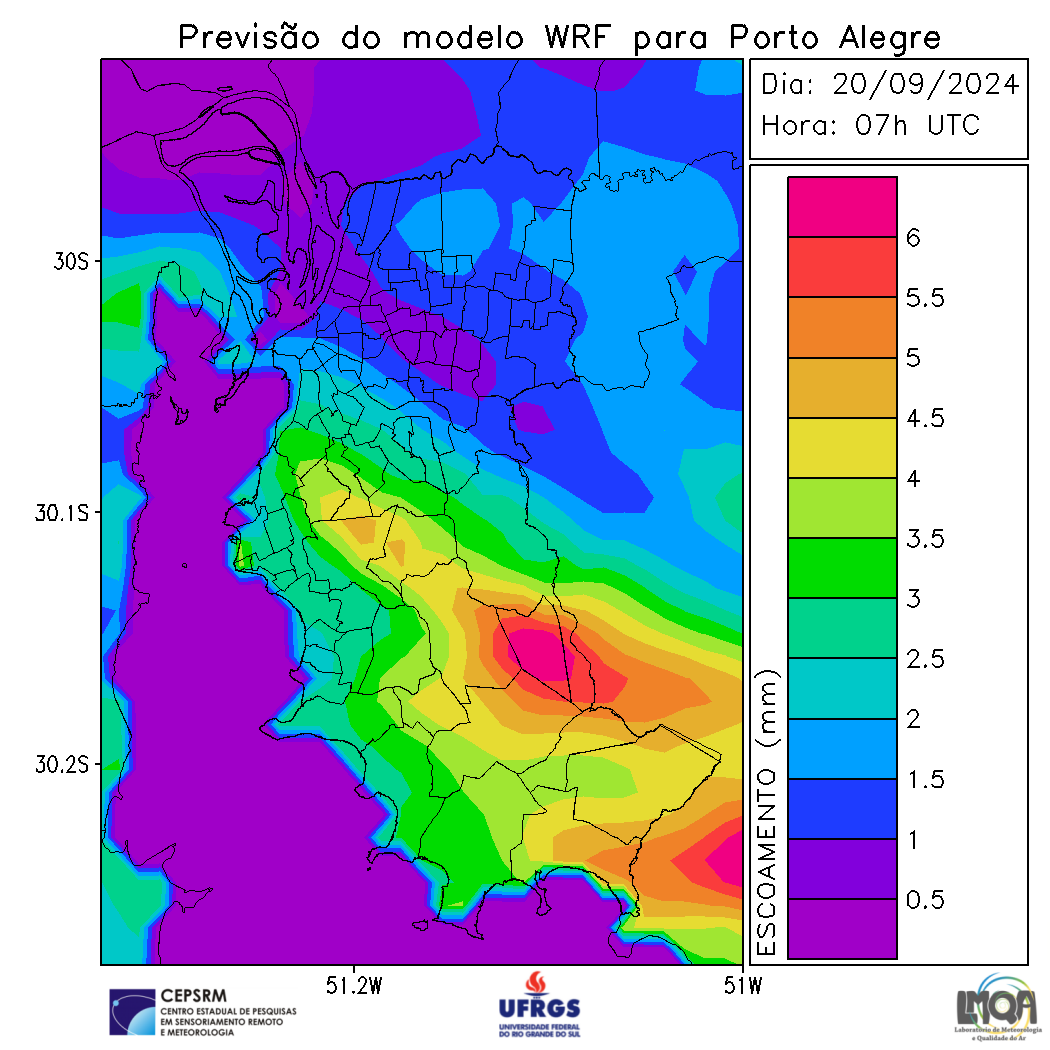 Previsão do modelo WRF para Porto Alegre
Dia: 20/09/2024
Hora: 07h UTC
30S
30.1S
30.2S
51.2W
51W
ESCOAMENTO (mm)
6
5.5
5
4.5
4
3.5
3
2.5
2
1.5
1
0.5
CEPSRM
CENTRO ESTADUAL DE PESQUISAS
EM SENSORIAMENTO REMOTO
E METEOROLOGIA
UFRGS
UNIVERSIDADE FEDERAL
DO RIO GRANDE DO SUL
LMQA
Laboratório de Meteorologia
e Qualidade do Ar